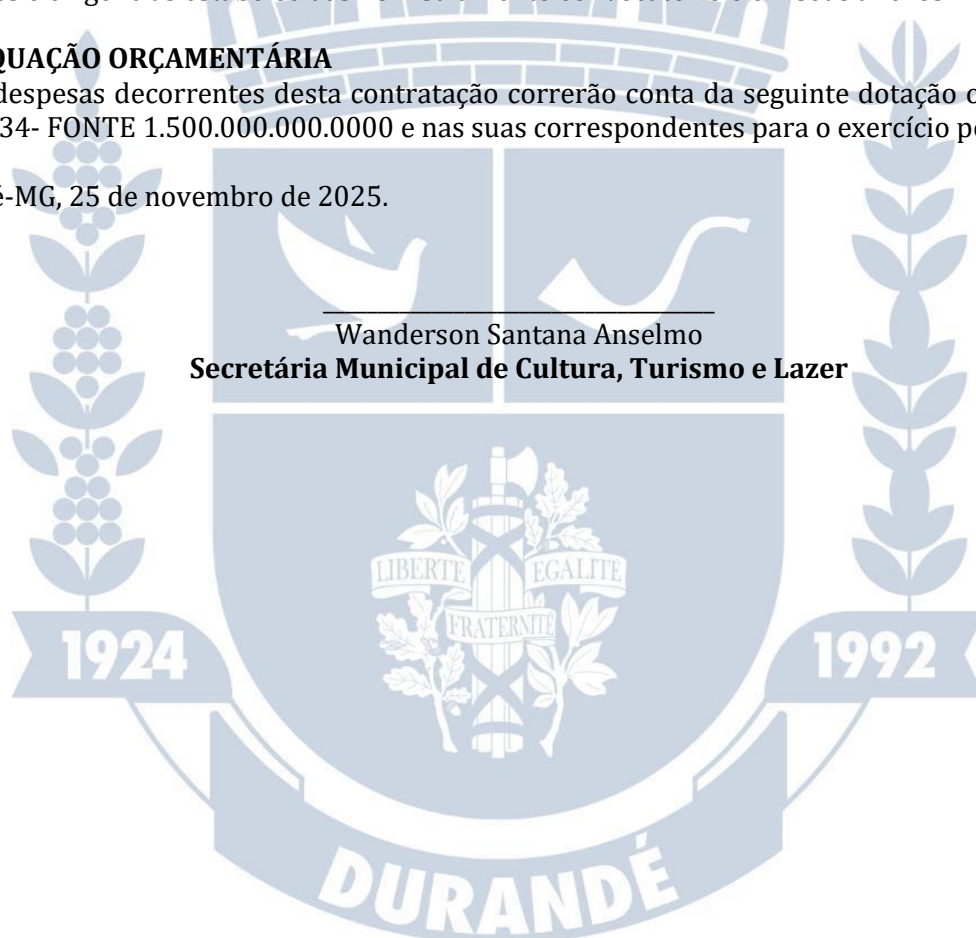 QUAÇÃO ORÇAMENTÁRIA
despesas decorrentes desta contratação correrão conta da seguinte dotação
34- FONTE 1.500.000.000.0000 e nas suas correspondentes para o exercício
-MG, 25 de novembro de 2025.
Wanderson Santana Anselmo
Secretária Municipal de Cultura, Turismo e Lazer
LIBERTE EGALITE
FRATERNITÉ
1924 1992
DURANDÉ